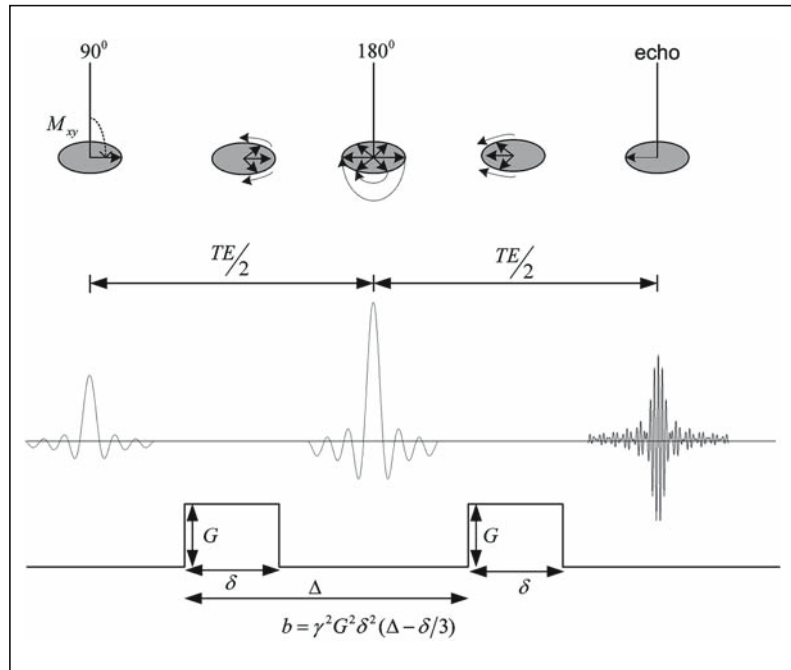 90⁰ 180⁰ echo
M_xy
TE/2 TE/2
G G
δ Δ δ
b = γ²G²δ²(Δ − δ/3)